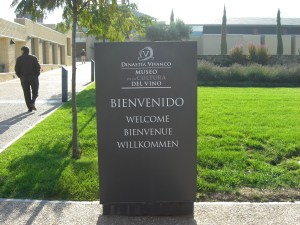 Dinastía Vivanco
MUSEO
DE LA CULTURA
DEL VINO
BIENVENIDO
WELCOME
BIENVENUE
WILLKOMMEN